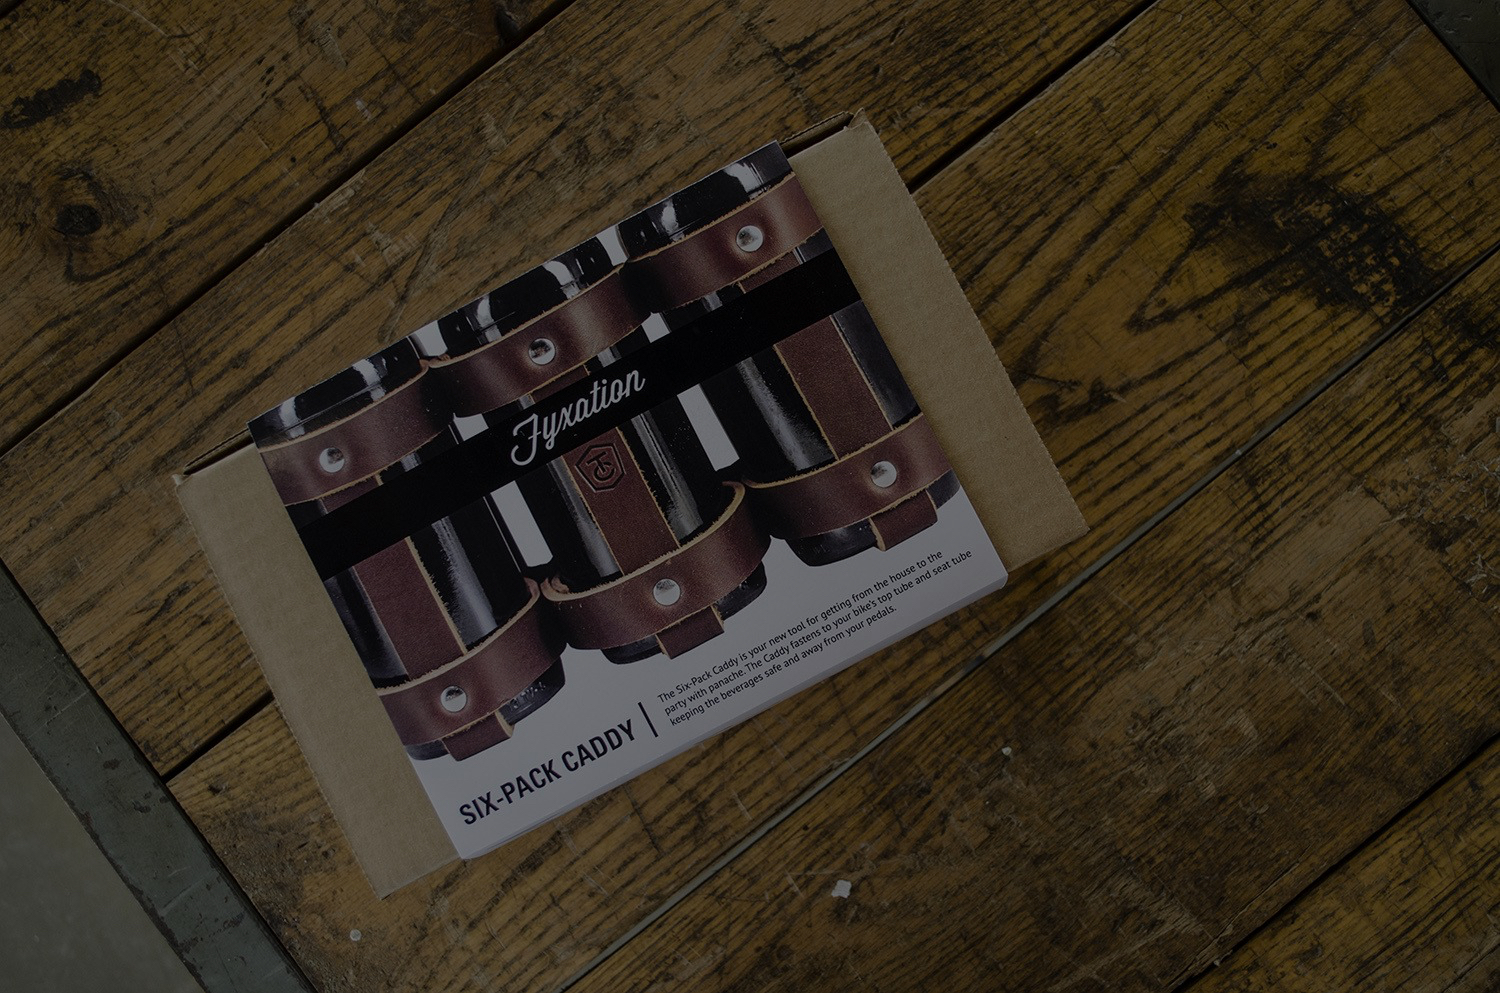 Fyxation
SIX-PACK CADDY
The Six-Pack Caddy is your new tool for getting from the house to the
party with panache. The Caddy fastens to your bike's top tube and seat tube
keeping the beverages safe and away from your pedals.